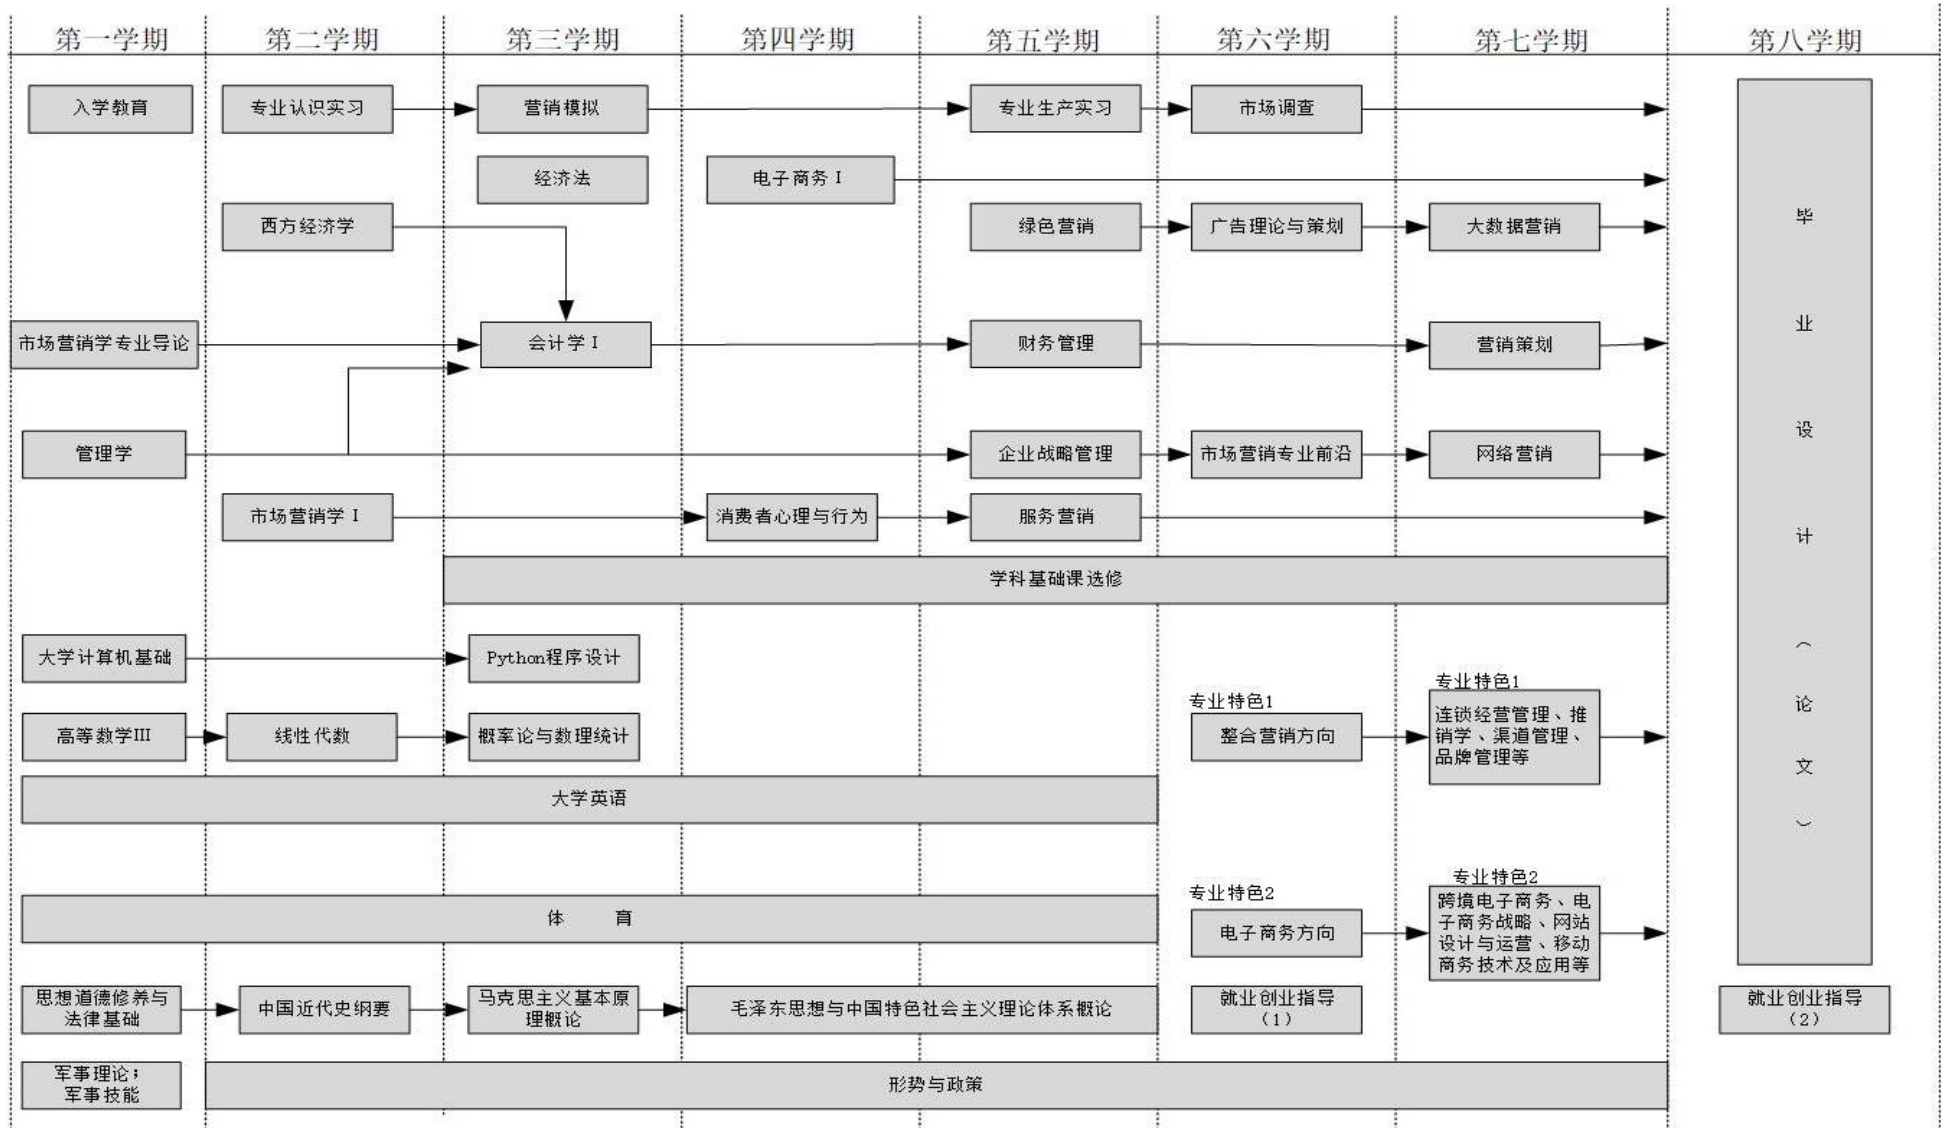 第一学期 第二学期 第三学期 第四学期 第五学期 第六学期 第七学期 第八学期
入学教育 专业认识实习 营销模拟 专业生产实习 市场调查
经济法 电子商务Ⅰ
西方经济学 绿色营销 广告理论与策划 大数据营销
市场营销学专业导论 会计学Ⅰ 财务管理 营销策划
管理学 企业战略管理 市场营销专业前沿 网络营销
市场营销学Ⅰ 消费者心理与行为 服务营销
学科基础课选修
大学计算机基础 Python程序设计
专业特色1
整合营销方向
专业特色1
连锁经营管理、推
销学、渠道管理、
品牌管理等
高等数学III 线性代数 概率论与数理统计
大学英语
体 育
专业特色2
电子商务方向
专业特色2
跨境电子商务、电
子商务战略、网站
设计与运营、移动
商务技术及应用等
思想道德修养与
法律基础
中国近代史纲要
马克思主义基本原
理概论
毛泽东思想与中国特色社会主义理论体系概论
就业创业指导
（1）
就业创业指导
（2）
军事理论；
军事技能
形势与政策
毕
业
设
计
（
论
文
）